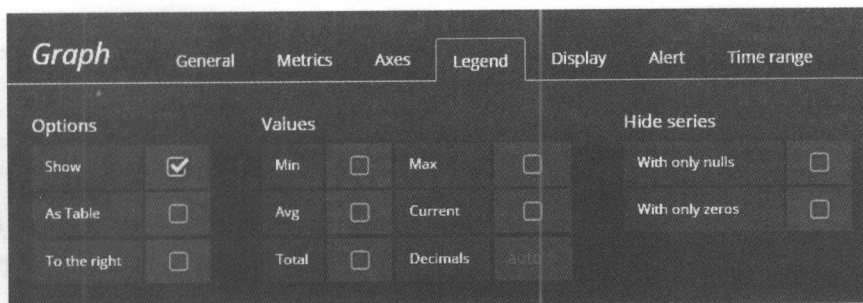 Graph General Metrics Axes Legend Display Alert Time range
Options Values Hide series
Show Min Max With only nulls
As Table Avg Current With only zeros
To the right Total Decimals auto